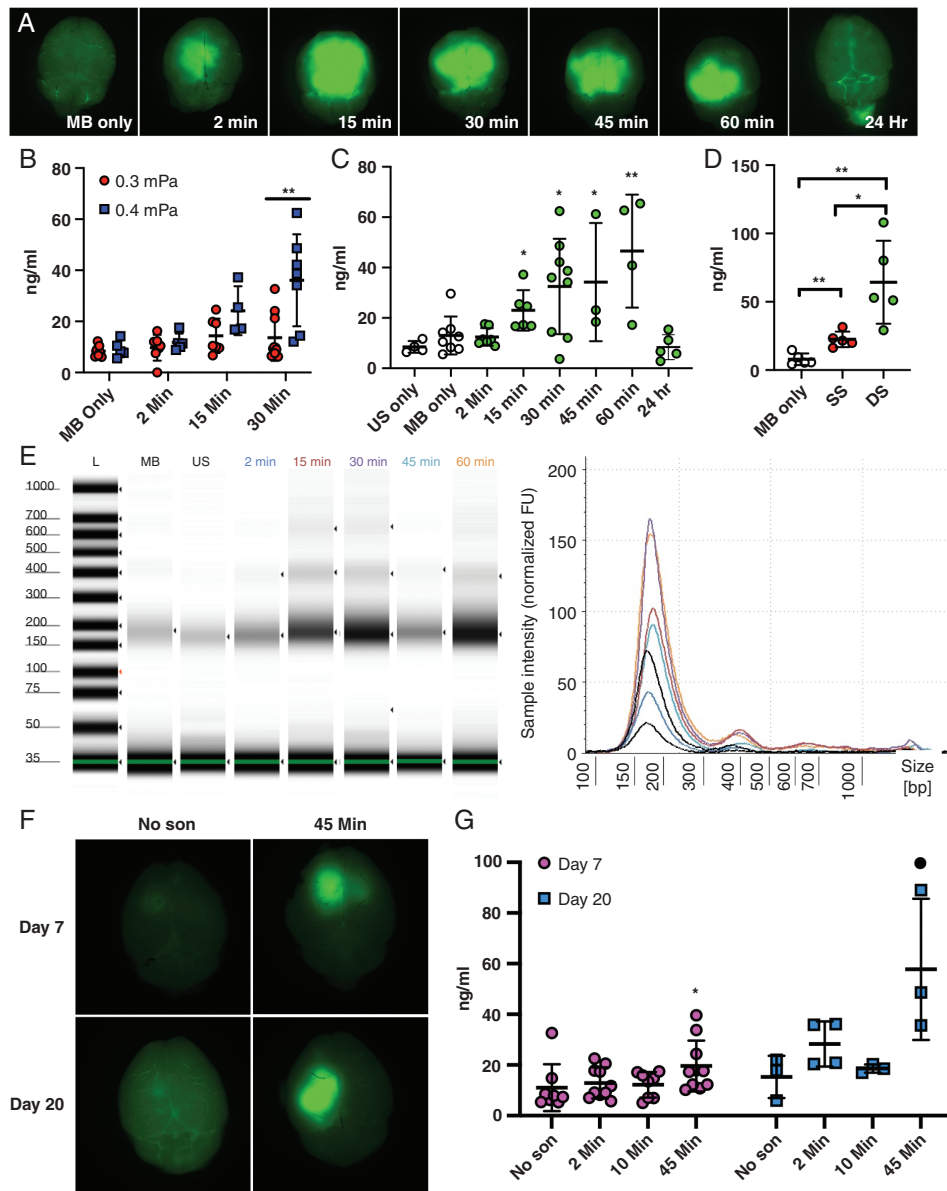 A
MB only
2 min
15 min
30 min
45 min
60 min
24 Hr
B
0.3 mPa
0.4 mPa
**
ng/ml
80
60
40
20
0
MB Only
2 Min
15 Min
30 Min
C
ng/ml
80
60
40
20
0
*
*
*
**
US only
MB only
2 Min
15 min
30 min
45 min
60 min
24 hr
D
ng/ml
150
100
50
0
**
*
**
MB only
SS
DS
E
L
MB
US
2 min
15 min
30 min
45 min
60 min
1000
700
600
500
400
300
200
150
100
75
50
35
Sample intensity (normalized FU)
200
150
100
50
0
100
150
200
300
400
500
600
700
1000
Size
[bp]
F
No son
45 Min
Day 7
Day 20
G
Day 7
Day 20
ng/ml
100
80
60
40
20
0
*
No son
2 Min
10 Min
45 Min
No son
2 Min
10 Min
45 Min